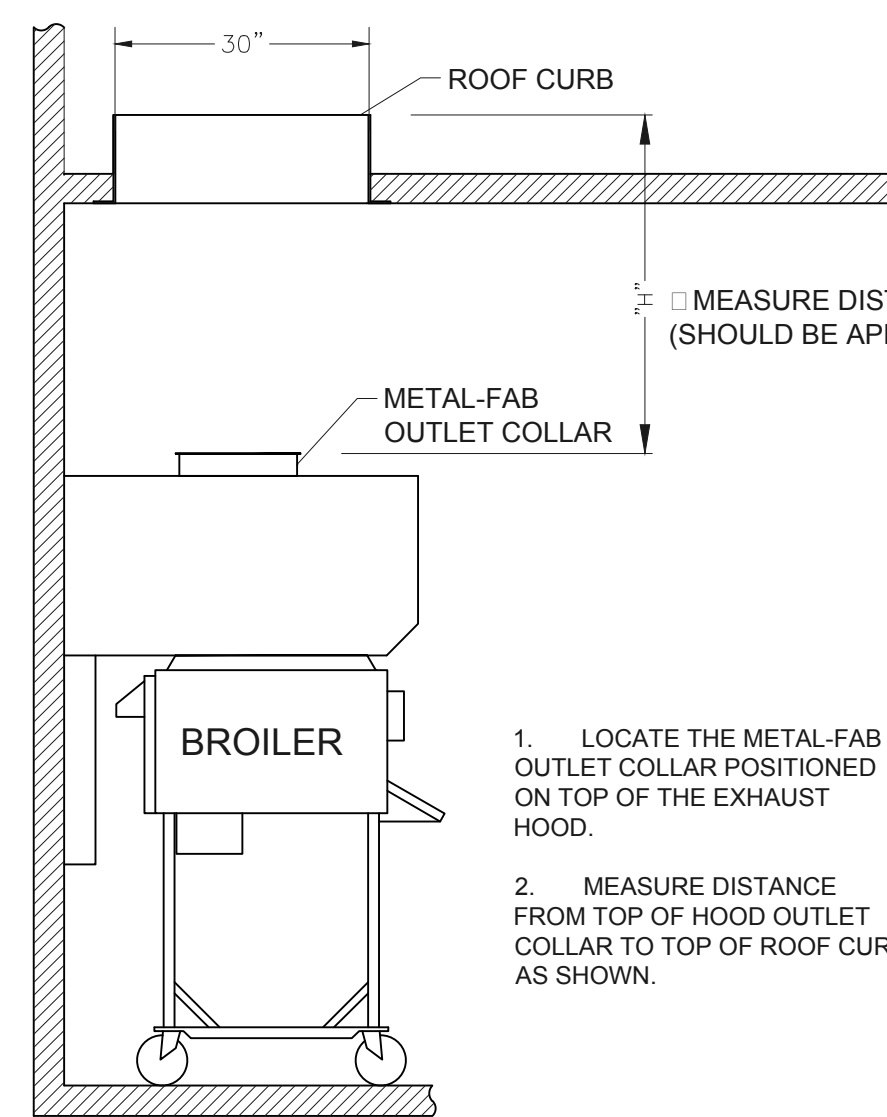 30”
ROOF CURB
"H"
MEASURE DIST
(SHOULD BE
METAL-FAB
OUTLET COLLAR
BROILER
1. LOCATE THE METAL-FAB
OUTLET COLLAR POSITIONED
ON TOP OF THE EXHAUST
HOOD.
2. MEASURE DISTANCE
FROM TOP OF HOOD OUTLET
COLLAR TO TOP OF ROOF CUR
AS SHOWN.